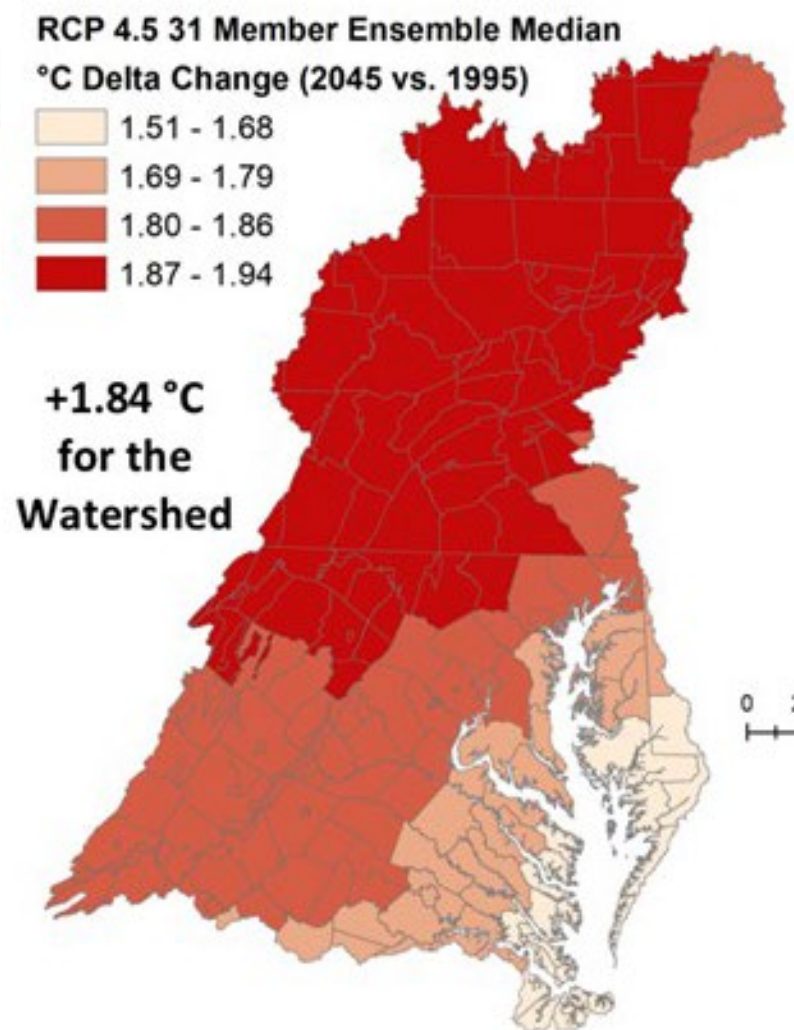 RCP 4.5 31 Member Ensemble Median
°C Delta Change (2045 vs. 1995)
1.51 - 1.68
1.69 - 1.79
1.80 - 1.86
1.87 - 1.94
+1.84 °C
for the
Watershed
0